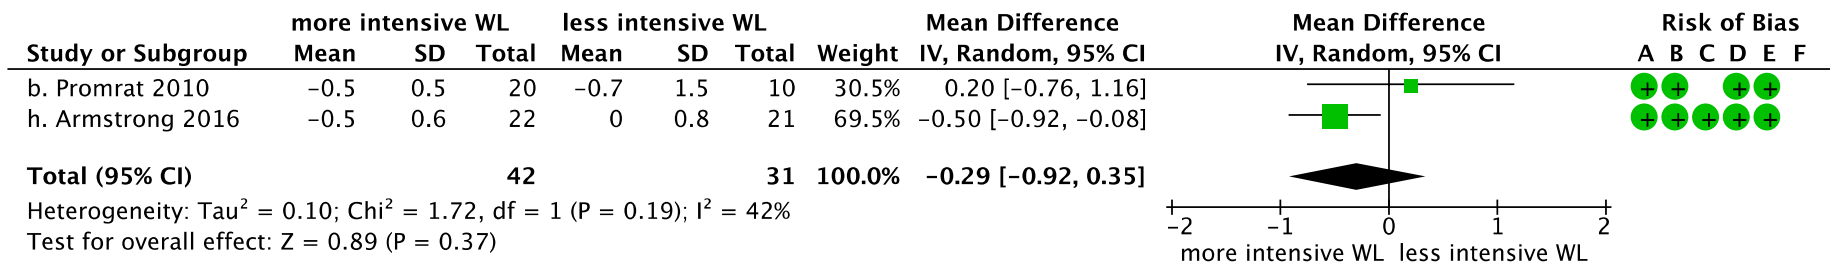 more intensive WL less intensive WL Mean Difference Mean Difference Risk of Bias
Study or Subgroup Mean SD Total Mean SD Total Weight IV, Random, 95% CI IV, Random, 95% CI A B C D E F
b. Promrat 2010 −0.5 0.5 20 −0.7 1.5 10 30.5% 0.20 [−0.76, 1.16] + + + +
h. Armstrong 2016 −0.5 0.6 22 0 0.8 21 69.5% −0.50 [−0.92, −0.08] + + + + +
Total (95% CI) 42 31 100.0% −0.29 [−0.92, 0.35]
Heterogeneity: Tau² = 0.10; Chi² = 1.72, df = 1 (P = 0.19); I² = 42%
Test for overall effect: Z = 0.89 (P = 0.37)
−2 −1 0 1 2
more intensive WL less intensive WL